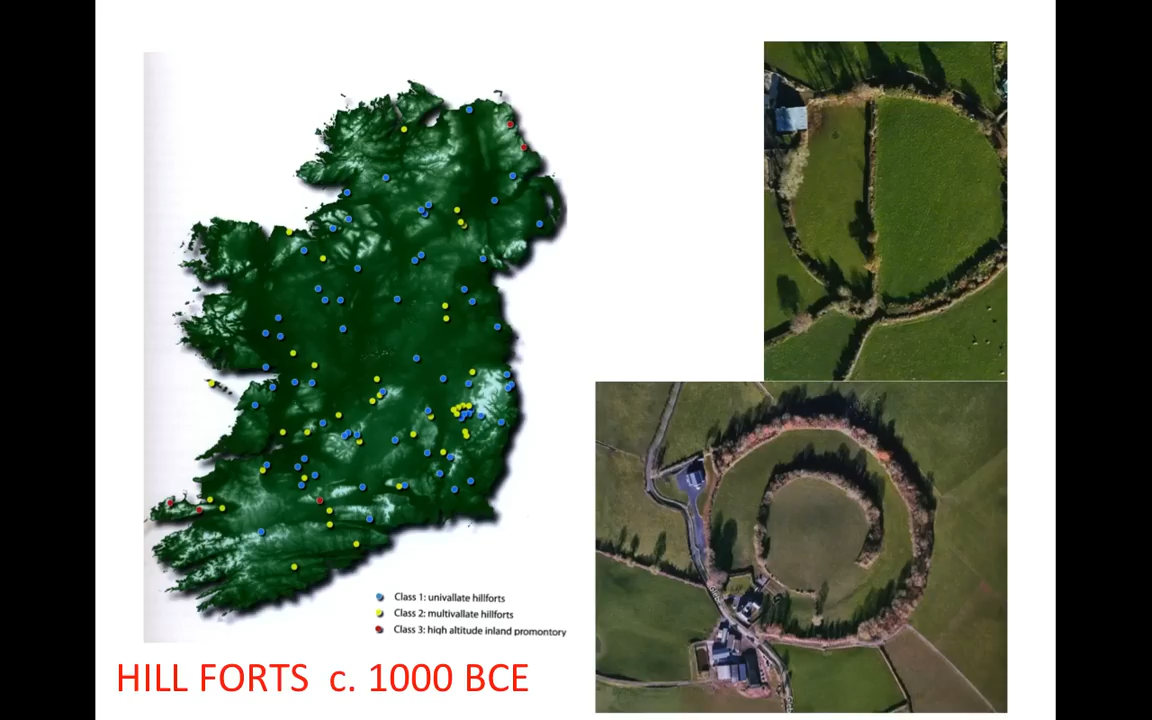 Class 1: univallate hillforts
Class 2: multivallate hillforts
Class 3: high altitude inland promontory
HILL FORTS c. 1000 BCE